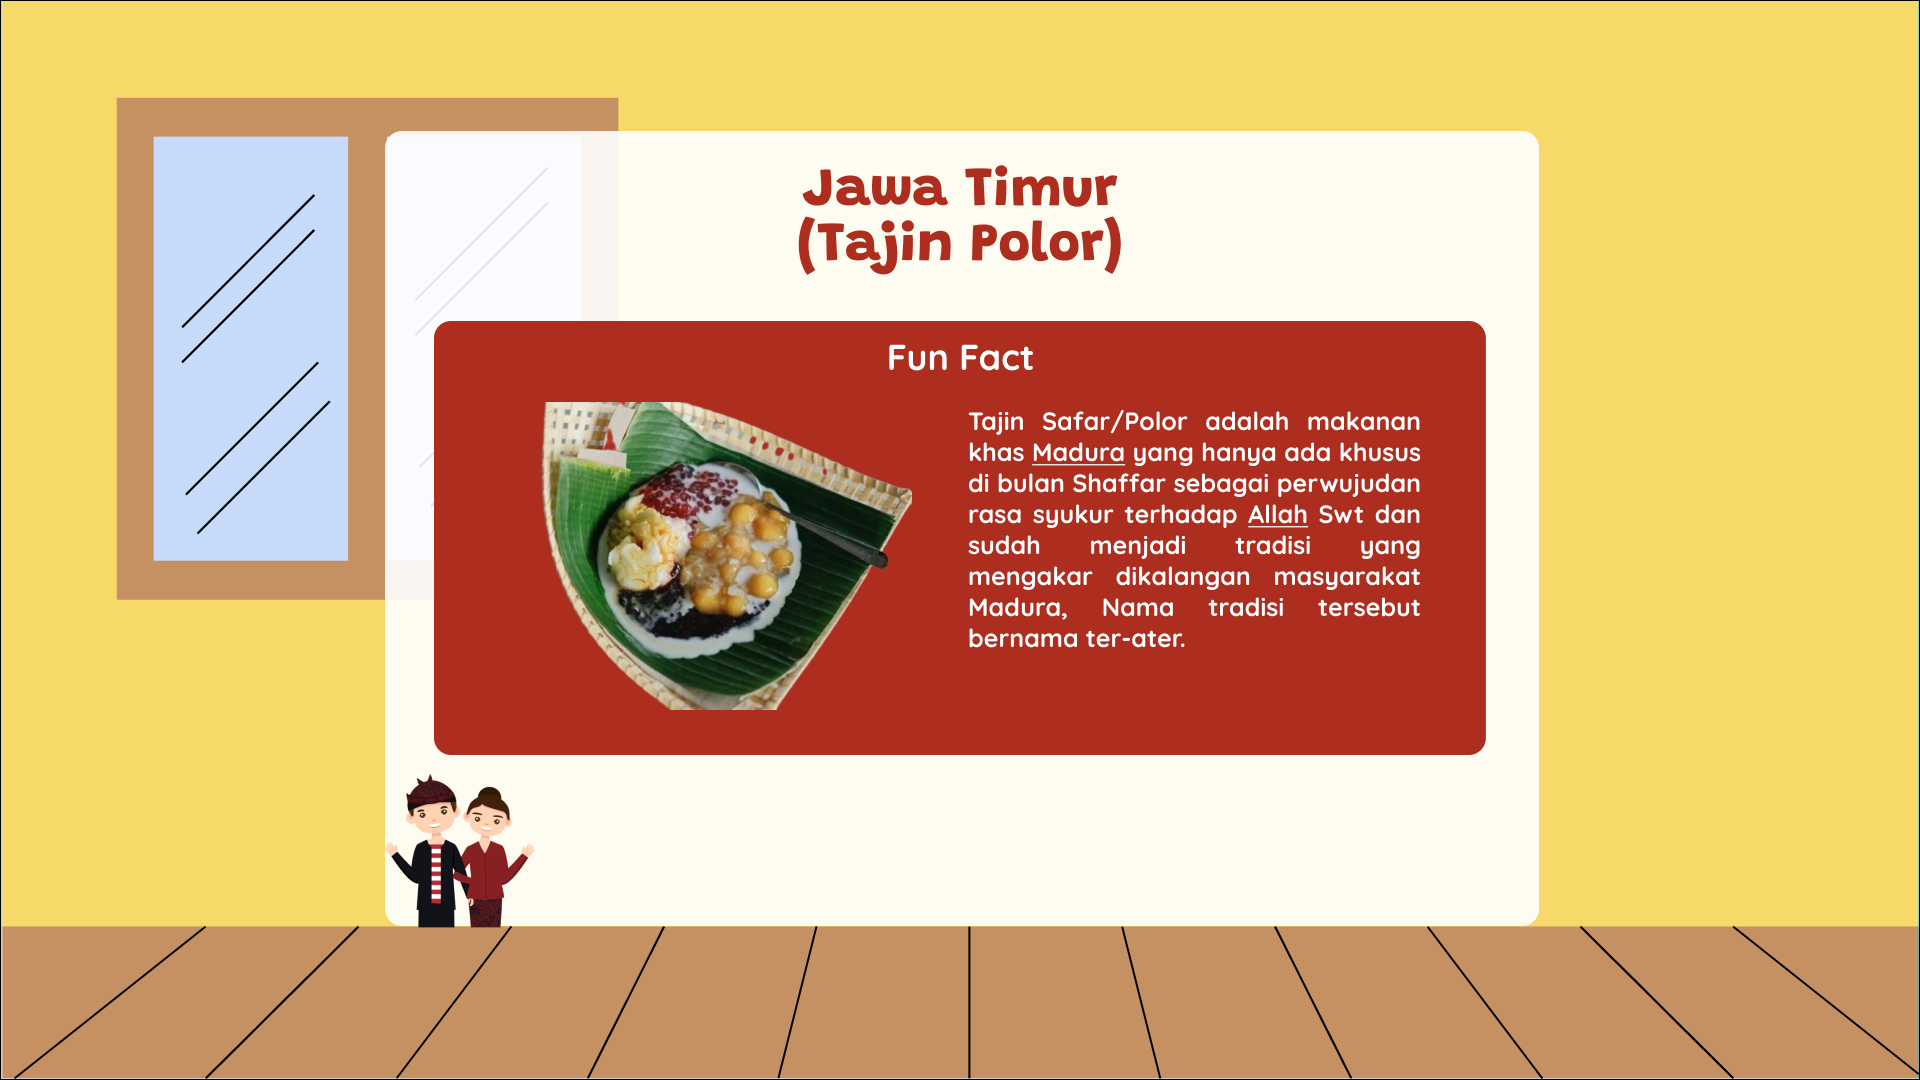 Jawa Timur
(Tajin Polor)
Fun Fact
Tajin Safar/Polor adalah makanan
khas Madura yang hanya ada khusus
di bulan Shaffar sebagai perwujudan
rasa syukur terhadap Allah Swt dan
sudah menjadi tradisi yang
mengakar dikalangan masyarakat
Madura, Nama tradisi tersebut
bernama ter-ater.